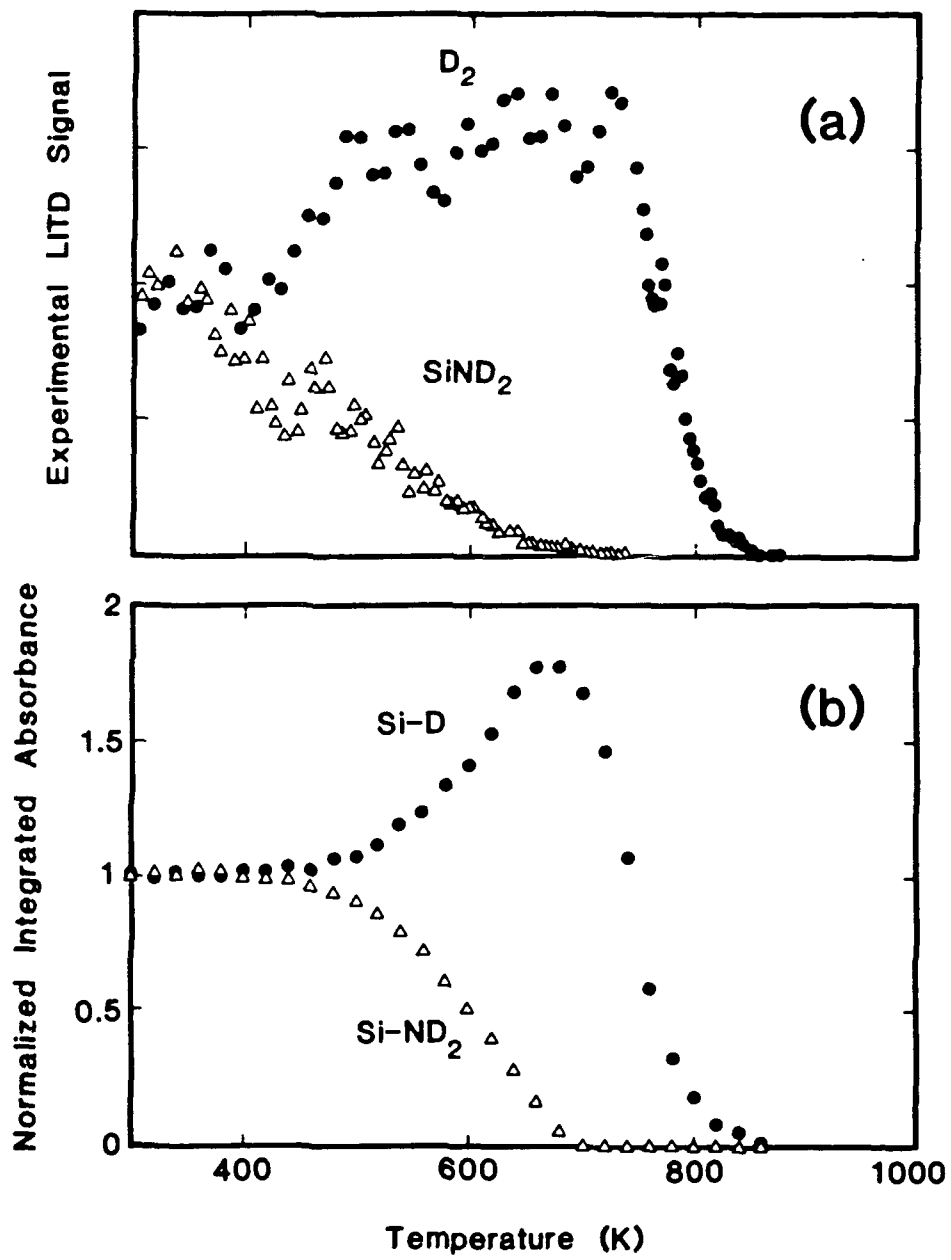 Experimental LITD Signal
D2
(a)
SiND2
Normalized Integrated Absorbance
2
1.5
1
0.5
0
Si-D
(b)
Si-ND2
400
600
800
1000
Temperature (K)